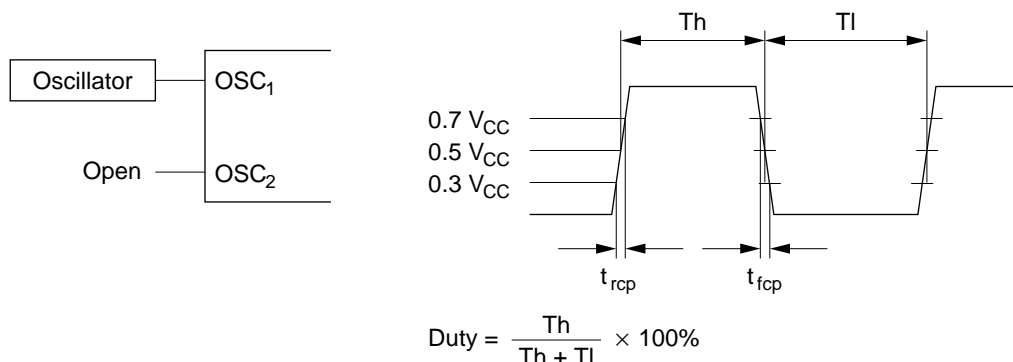 Oscillator
OSC1
Open
OSC2
Th
Tl
0.7 VCC
0.5 VCC
0.3 VCC
trcp
tfcp
Duty = Th / Th + Tl × 100%